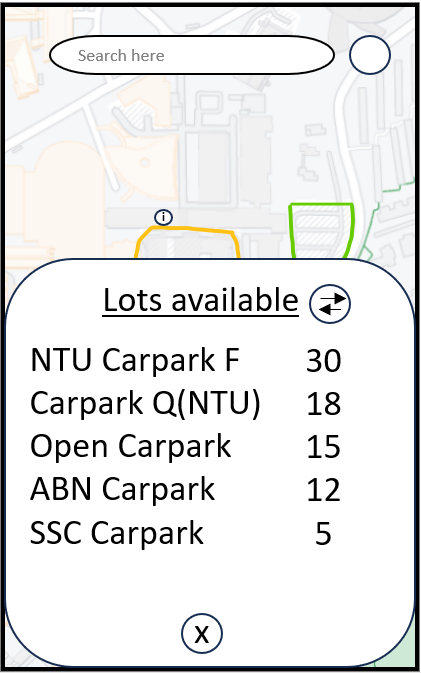 Search here
i
Lots available
NTU Carpark F 30
Carpark Q(NTU) 18
Open Carpark 15
ABN Carpark 12
SSC Carpark 5
X